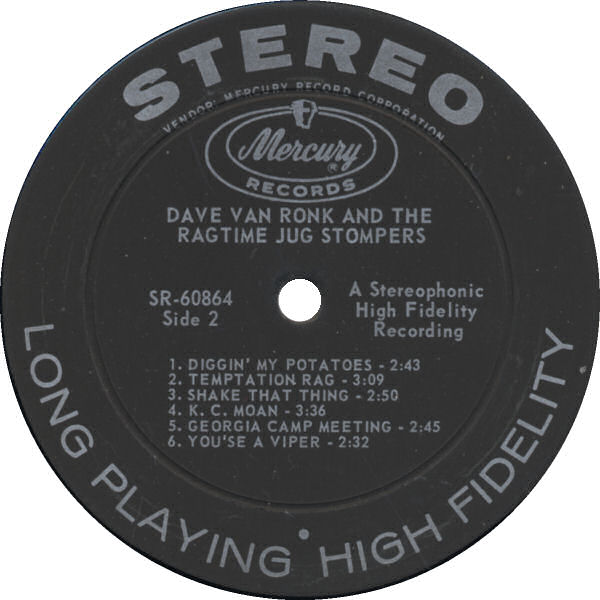 STEREO
VENDOR: MERCURY RECORD CORPORATION
Mercury
®
RECORDS
DAVE VAN RONK AND THE
RAGTIME JUG STOMPERS
SR-60864
Side 2
A Stereophonic
High Fidelity
Recording
1. DIGGIN' MY POTATOES - 2:43
2. TEMPTATION RAG - 3:09
3. SHAKE THAT THING - 2:50
4. K. C. MOAN - 3:36
5. GEORGIA CAMP MEETING - 2:45
6. YOU'SE A VIPER - 2:32
LONG PLAYING • HIGH FIDELITY